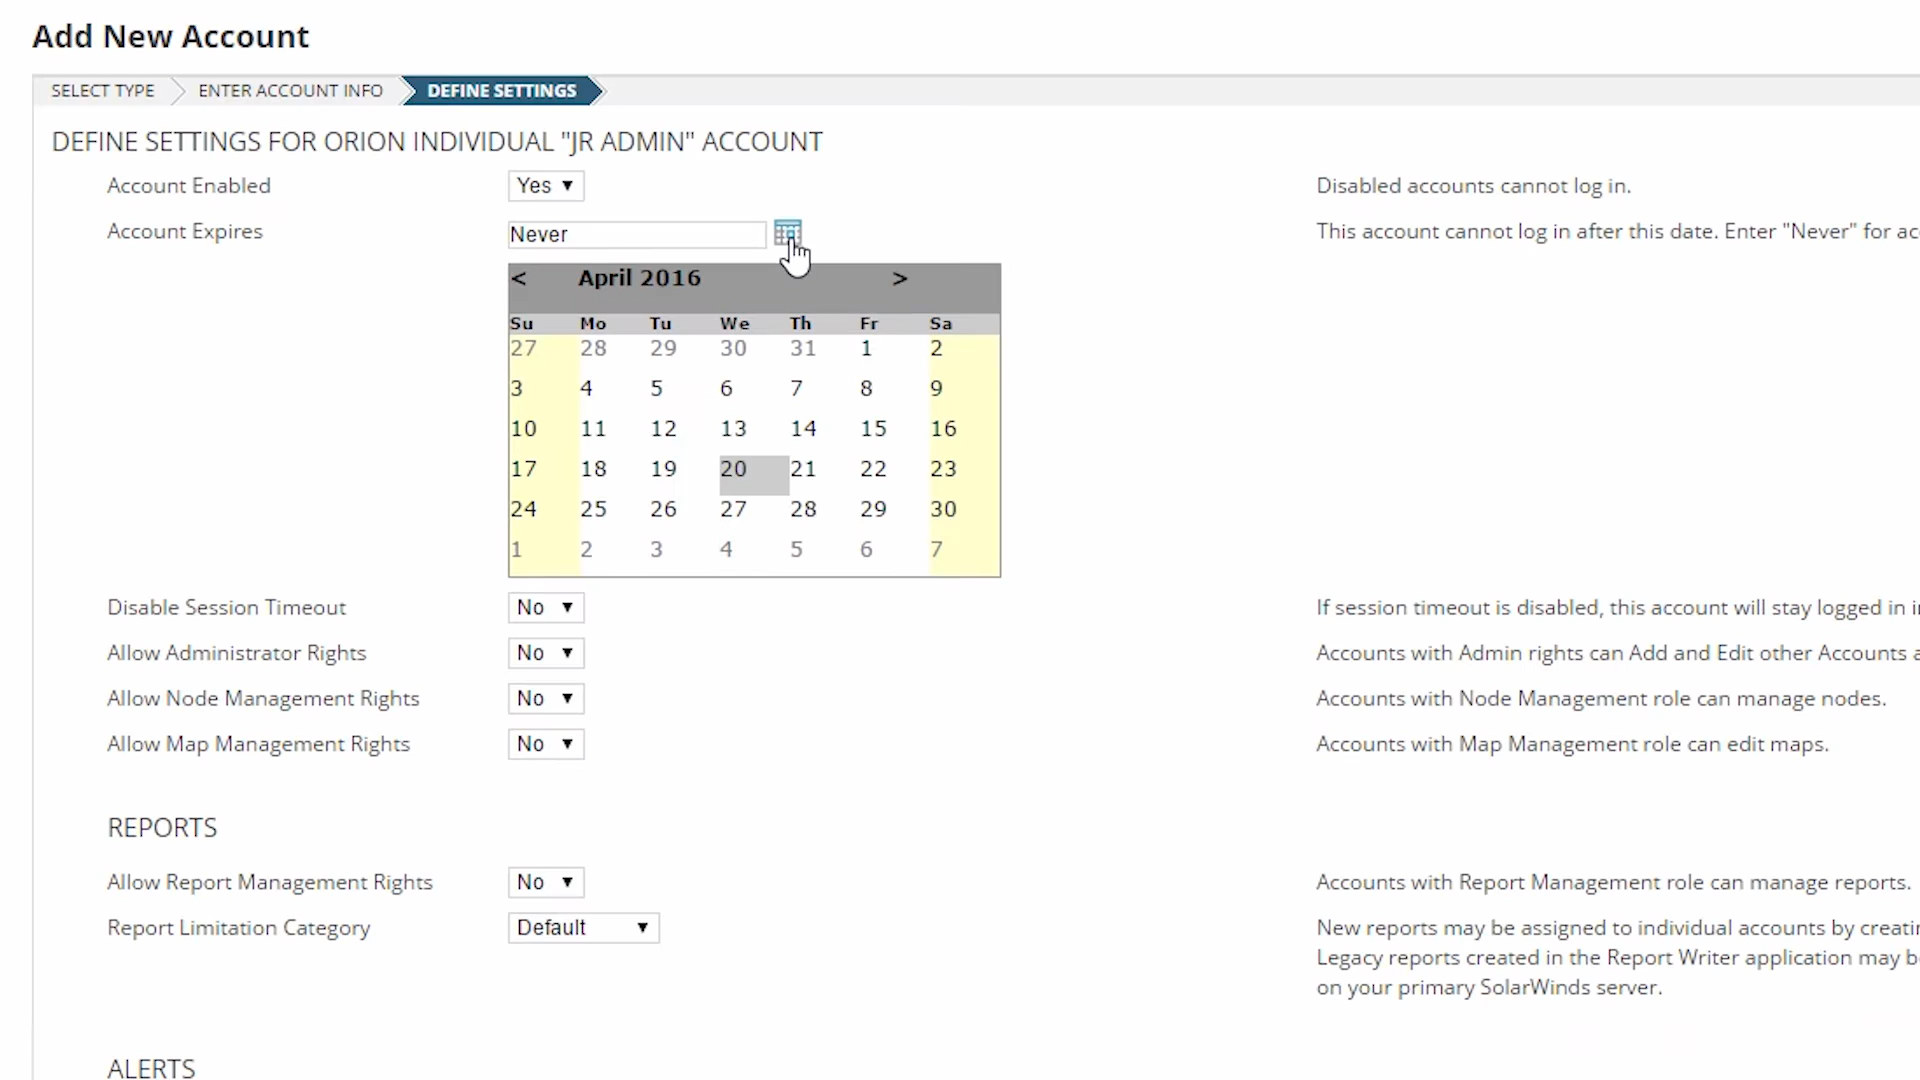 Add New Account
SELECT TYPE ENTER ACCOUNT INFO DEFINE SETTINGS
DEFINE SETTINGS FOR ORION INDIVIDUAL "JR ADMIN" ACCOUNT
Account Enabled Yes Disabled accounts cannot log in.
Account Expires Never This account cannot log in after this date. Enter "Never" for
< April 2016 >
Su Mo Tu We Th Fr Sa
27 28 29 30 31 1 2
3 4 5 6 7 8 9
10 11 12 13 14 15 16
17 18 19 20 21 22 23
24 25 26 27 28 29 30
1 2 3 4 5 6 7
Disable Session Timeout No If session timeout is disabled, this account will stay logged in
Allow Administrator Rights No Accounts with Admin rights can Add and Edit other Accounts
Allow Node Management Rights No Accounts with Node Management role can manage nodes.
Allow Map Management Rights No Accounts with Map Management role can edit maps.
REPORTS
Allow Report Management Rights No Accounts with Report Management role can manage reports.
Report Limitation Category Default New reports may be assigned to individual accounts by
Legacy reports created in the Report Writer application may
on your primary SolarWinds server.
ALERTS